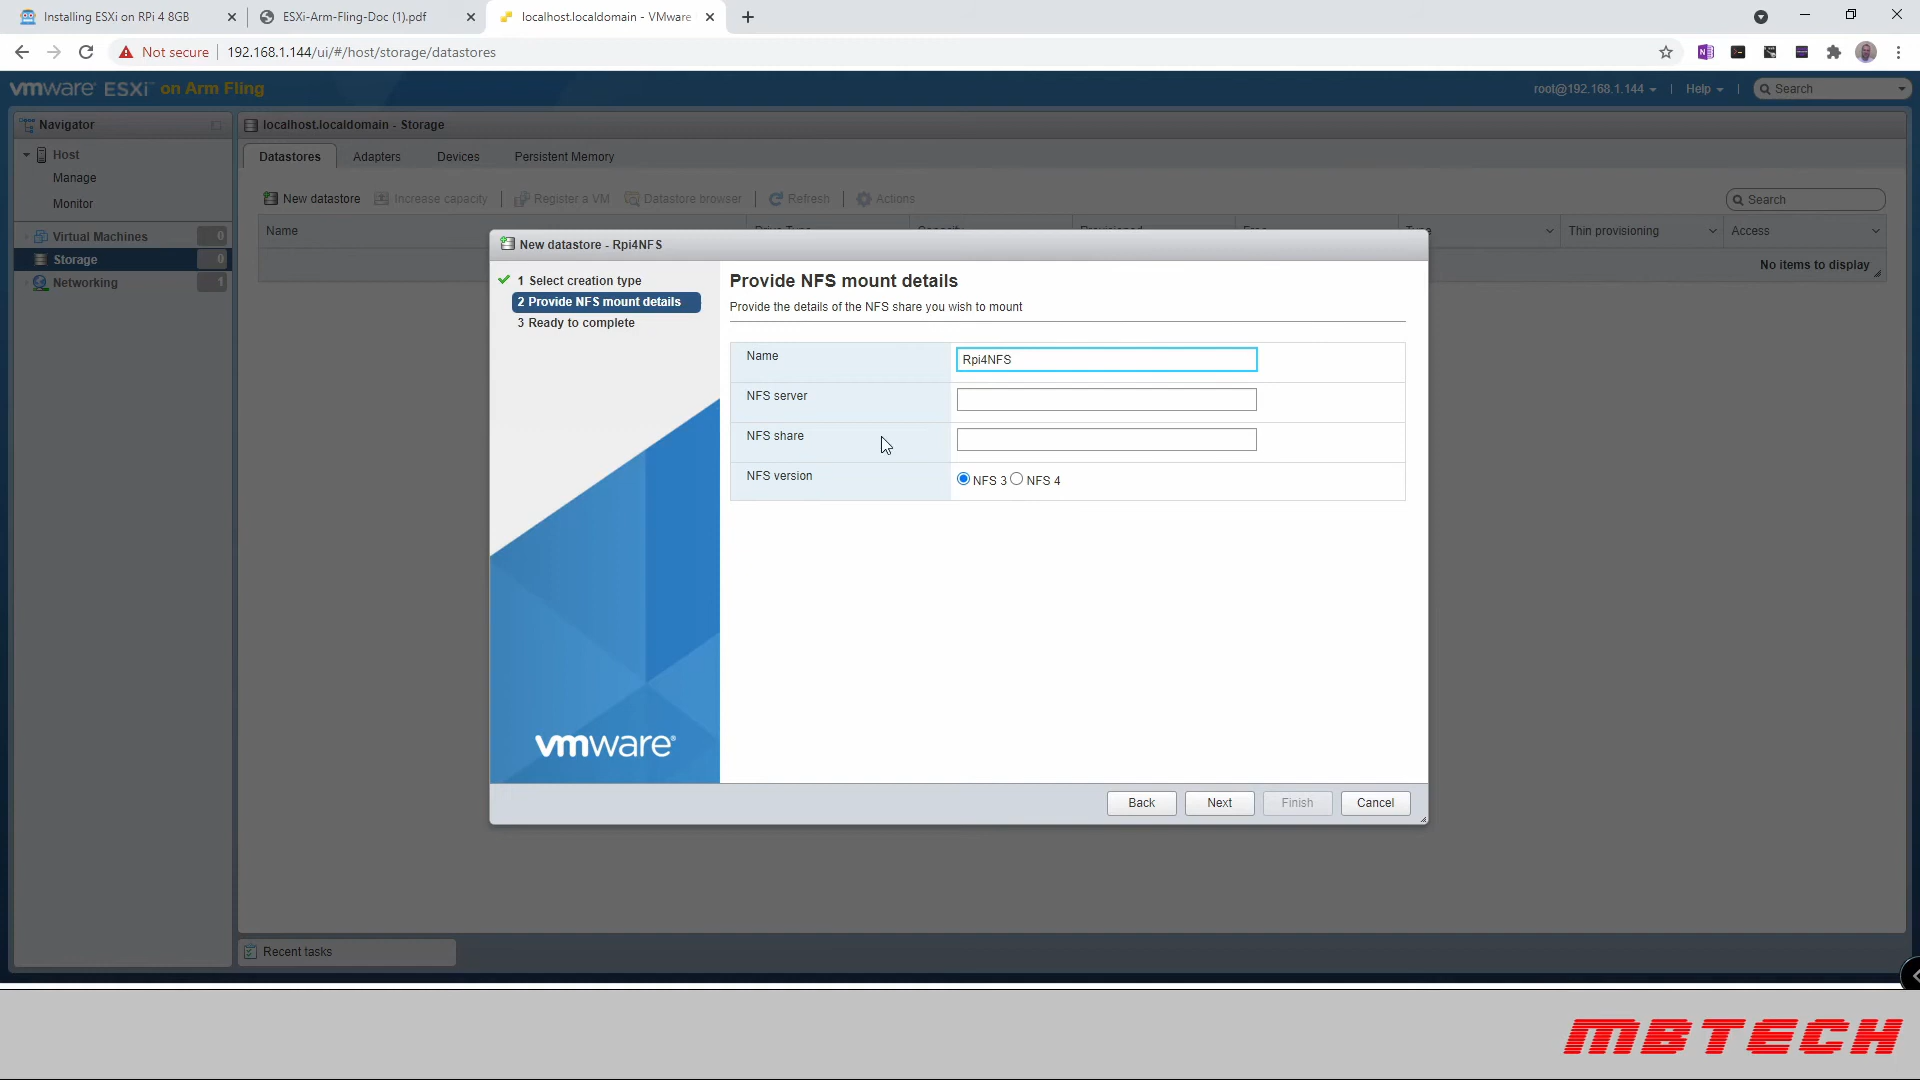 Installing ESXi on RPi 4 8GB
ESXi-Arm-Fling-Doc (1).pdf
localhost.localdomain - VMware
Not secure
192.168.1.144/ui/#/host/storage/datastores
vmware ESXi on Arm Fling
root@192.168.1.144
Help
Search
Navigator
localhost.localdomain - Storage
Host
Manage
Monitor
Virtual Machines 0
Storage 0
Networking 1
Datastores
Adapters
Devices
Persistent Memory
New datastore
Increase capacity
Register a VM
Datastore browser
Refresh
Actions
Search
Name
Drive Type
Capacity
Provisioned
Free
Type
Thin provisioning
Access
No items to display
New datastore - Rpi4NFS
1 Select creation type
2 Provide NFS mount details
3 Ready to complete
vmware
Provide NFS mount details
Provide the details of the NFS share you wish to mount
Name
Rpi4NFS
NFS server
NFS share
NFS version
NFS 3
NFS 4
Back
Next
Finish
Cancel
Recent tasks
MBTECH